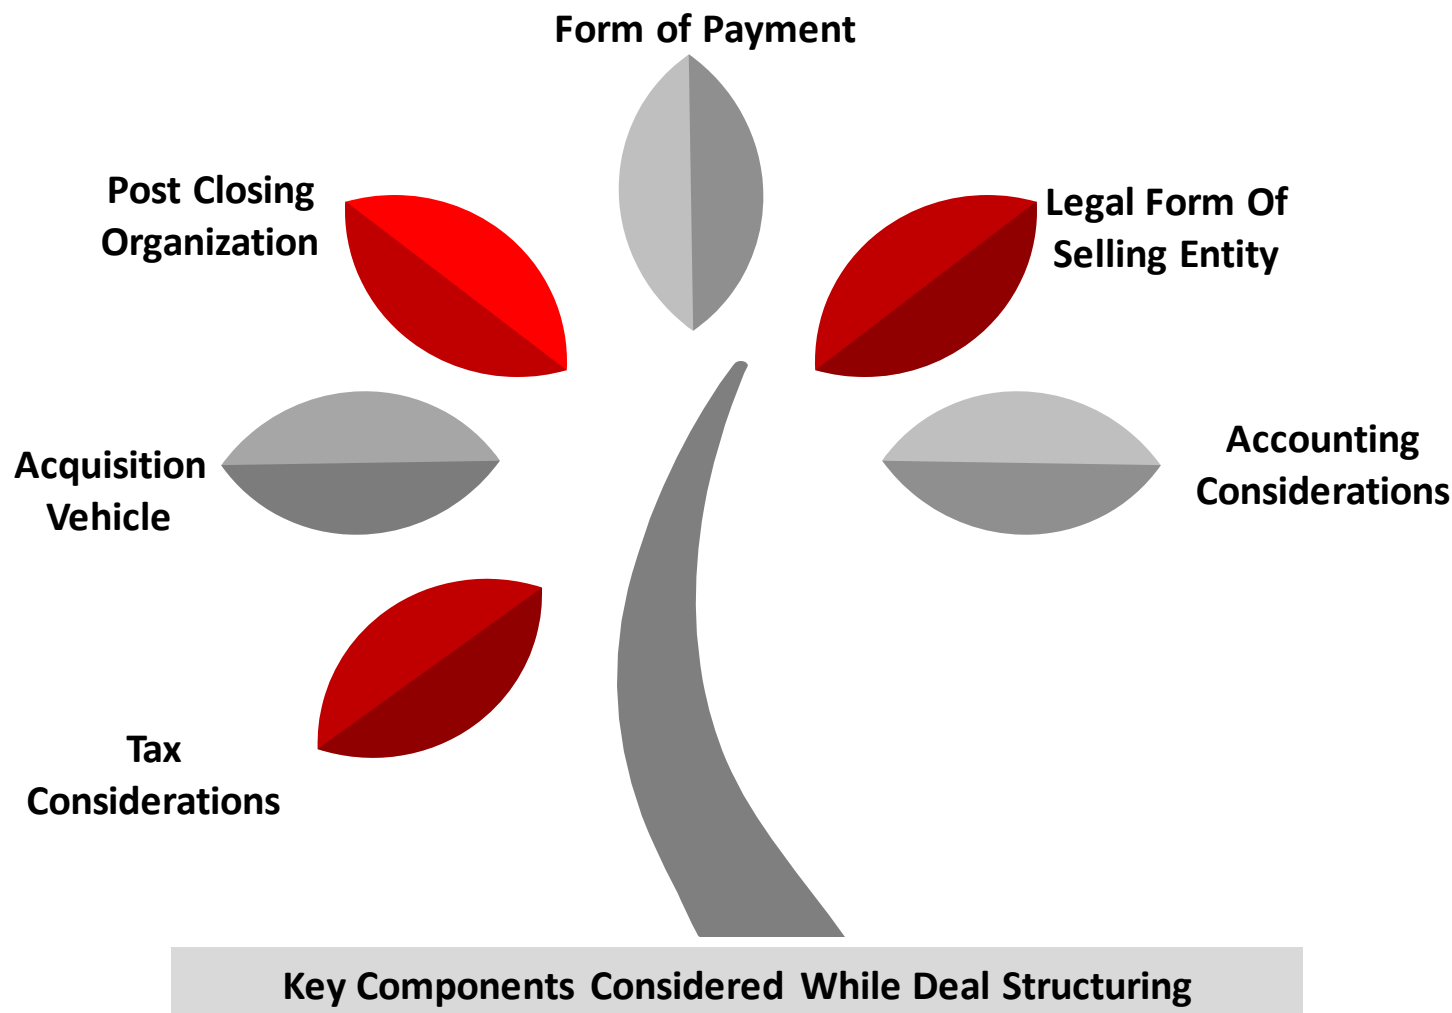 Form of Payment
Post Closing
Organization
Legal Form Of
Selling Entity
Acquisition
Vehicle
Accounting
Considerations
Tax
Considerations
Key Components Considered While Deal Structuring